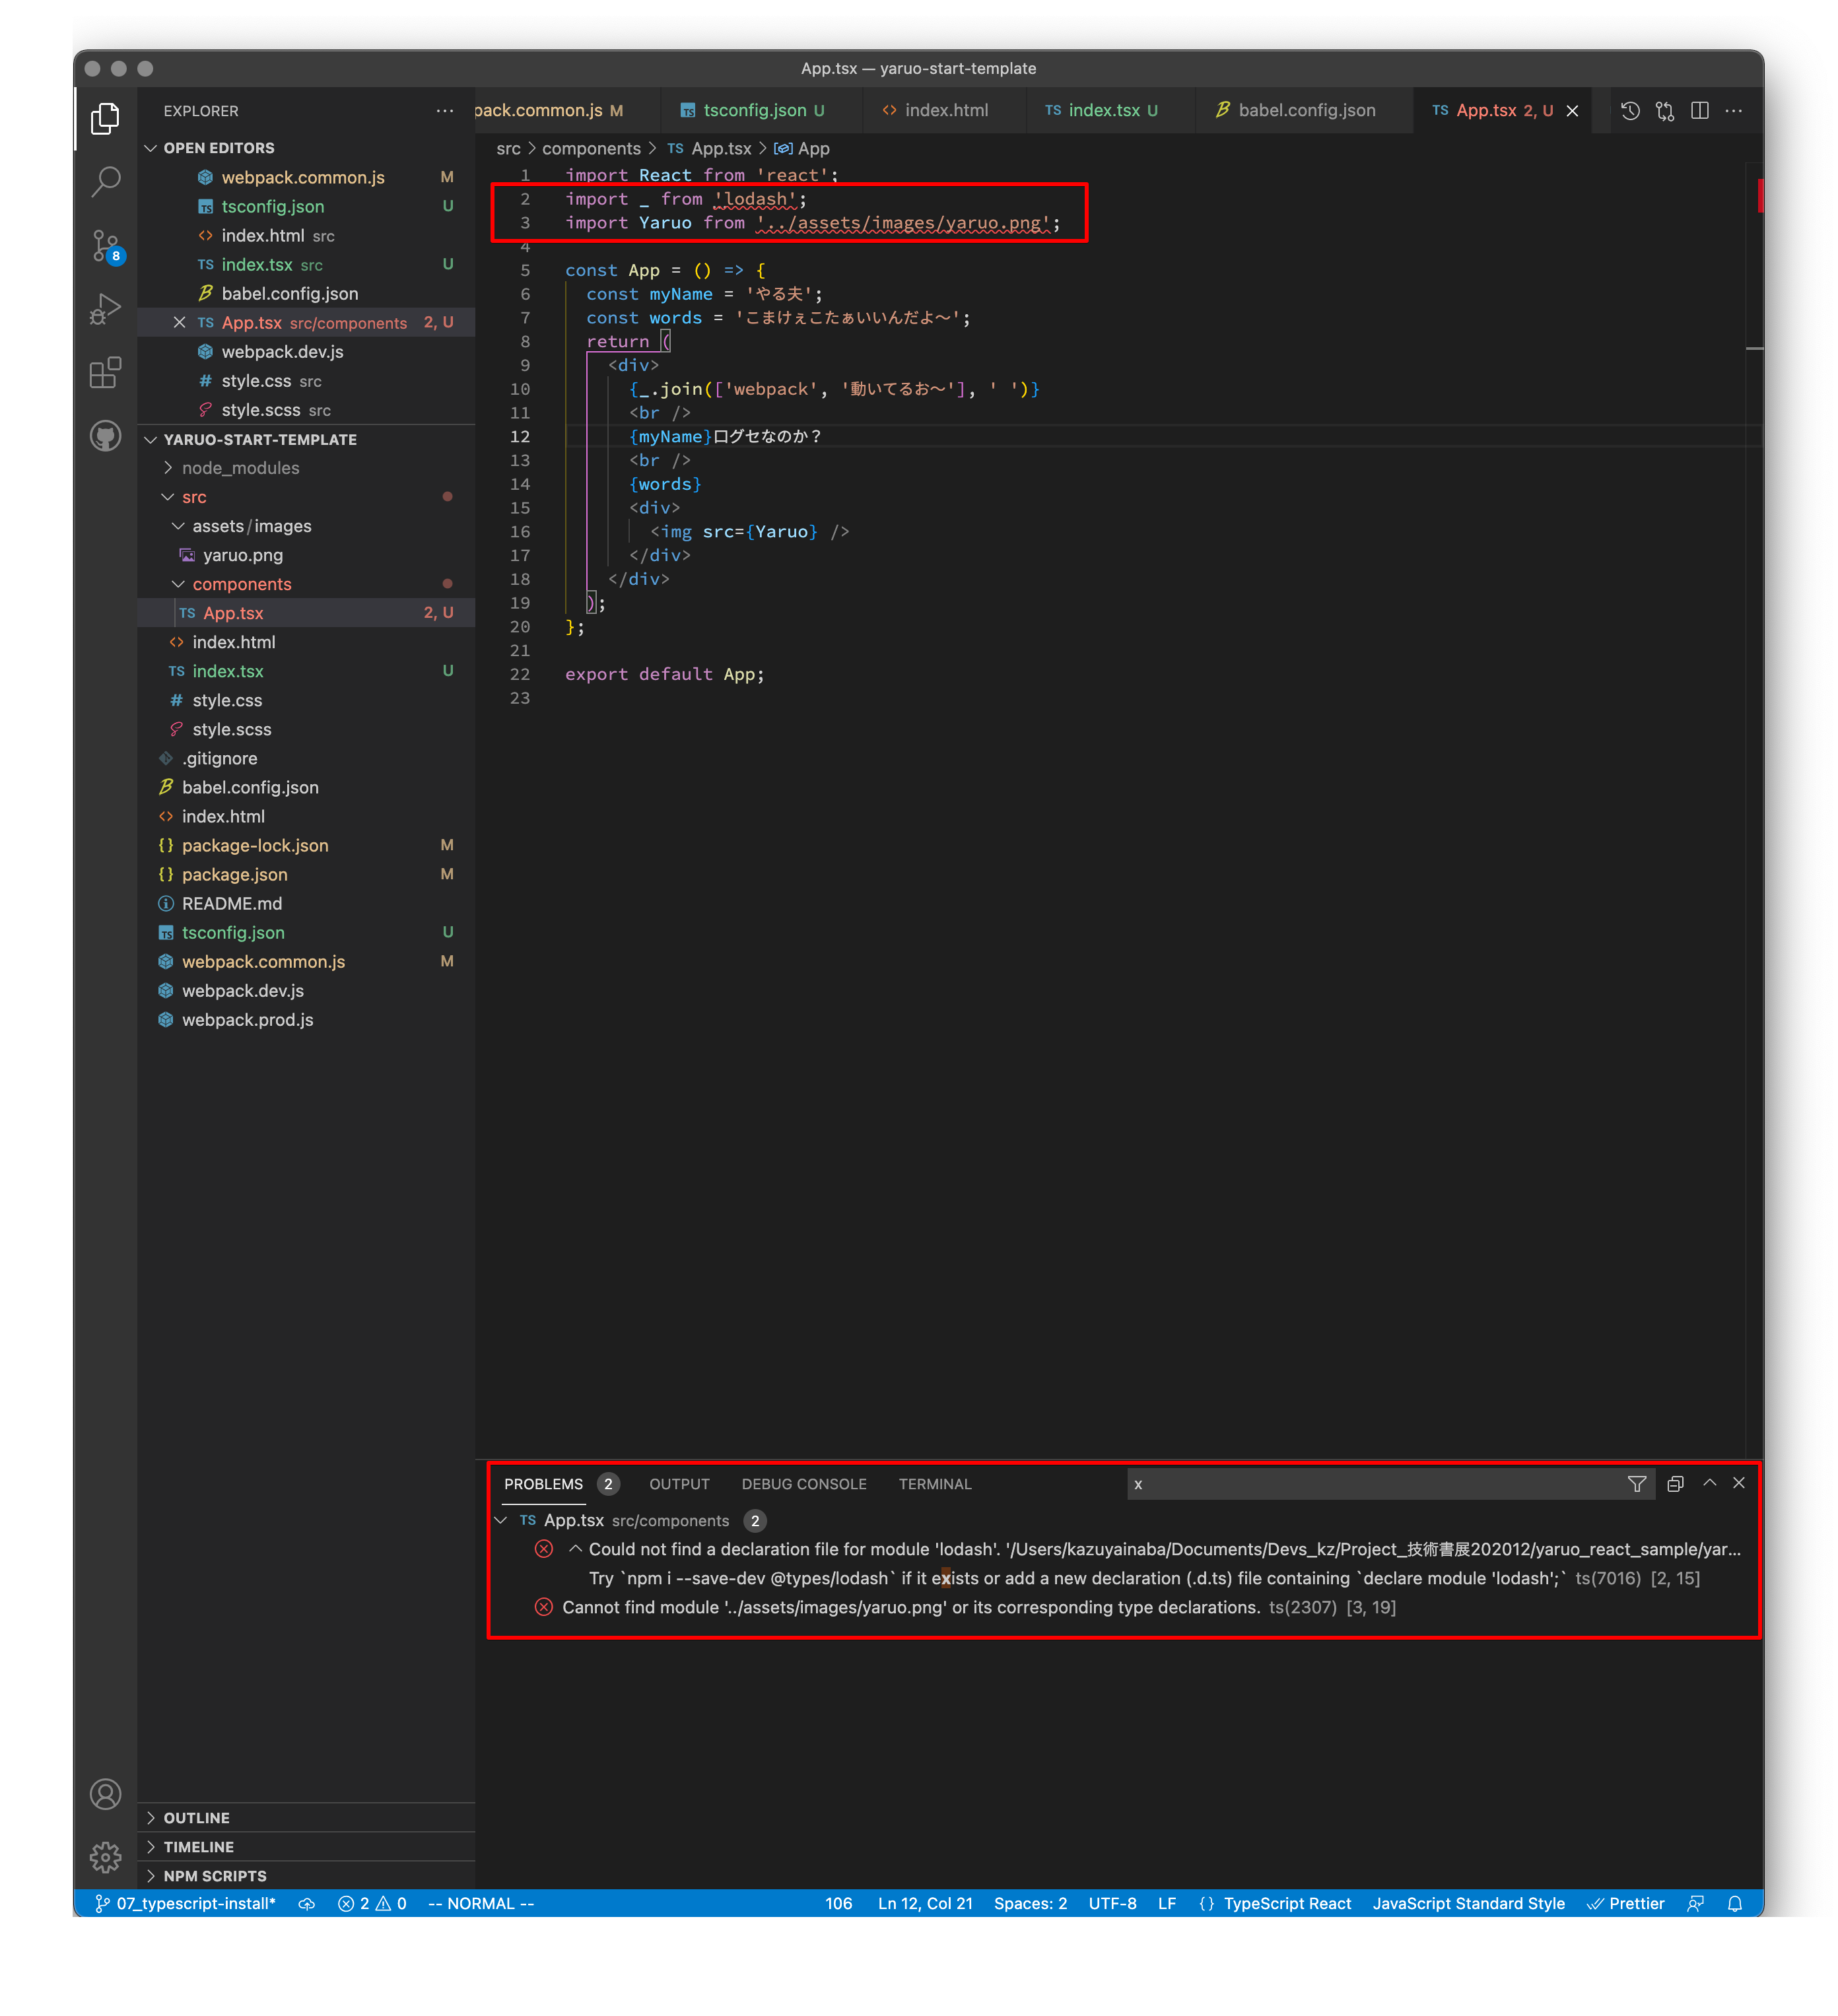 App.tsx — yaruo-start-template
EXPLORER
OPEN EDITORS
webpack.common.js M
tsconfig.json U
index.html src
index.tsx src U
babel.config.json
App.tsx src/components 2, U
webpack.dev.js
style.css src
style.scss src
YARUO-START-TEMPLATE
node_modules
src
assets/images
yaruo.png
components
App.tsx 2, U
index.html
index.tsx U
style.css
style.scss
.gitignore
babel.config.json
index.html
package-lock.json M
package.json M
README.md
tsconfig.json U
webpack.common.js M
webpack.dev.js
webpack.prod.js
OUTLINE
TIMELINE
NPM SCRIPTS
8
pack.common.js M tsconfig.json U index.html index.tsx U babel.config.json App.tsx 2, U
src > components > TS App.tsx > App
1 import React from 'react';
2 import _ from 'lodash';
3 import Yaruo from '../assets/images/yaruo.png';
4
5 const App = () => {
6 const myName = 'やる夫';
7 const words = 'こまけぇこたぁいいんだよ〜';
8 return (
9 <div>
10 {_.join(['webpack', '動いてるお〜'], ' ')}
11 <br />
12 {myName}口グセなのか？
13 <br />
14 {words}
15 <div>
16 <img src={Yaruo} />
17 </div>
18 </div>
19 );
20 };
21
22 export default App;
23
PROBLEMS 2 OUTPUT DEBUG CONSOLE TERMINAL x
TS App.tsx src/components 2
Could not find a declaration file for module 'lodash'. '/Users/kazuyainaba/Documents/Devs_kz/Project_技術書展202012/yaruo_react_sample/yar...
Try `npm i --save-dev @types/lodash` if it exists or add a new declaration (.d.ts) file containing `declare module 'lodash';` ts(7016) [2, 15]
Cannot find module '../assets/images/yaruo.png' or its corresponding type declarations. ts(2307) [3, 19]
07_typescript-install* 2 0 -- NORMAL -- 106 Ln 12, Col 21 Spaces: 2 UTF-8 LF {} TypeScript React JavaScript Standard Style Prettier